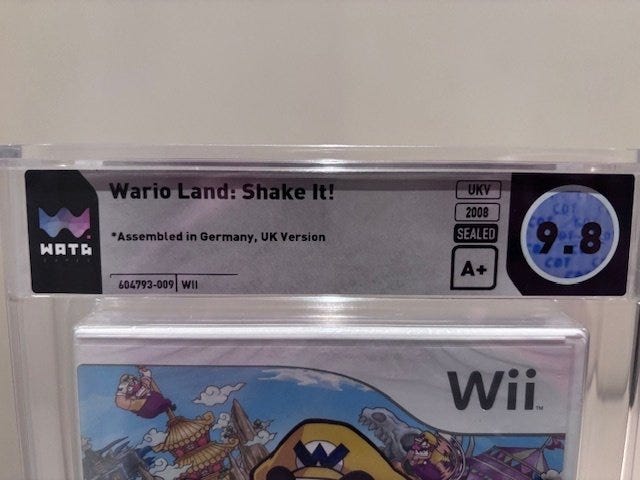 Wario Land: Shake It!
UKV
2008
*Assembled in Germany, UK Version
SEALED
9.8
WATA
A+
604793-009 WII
Wii
W